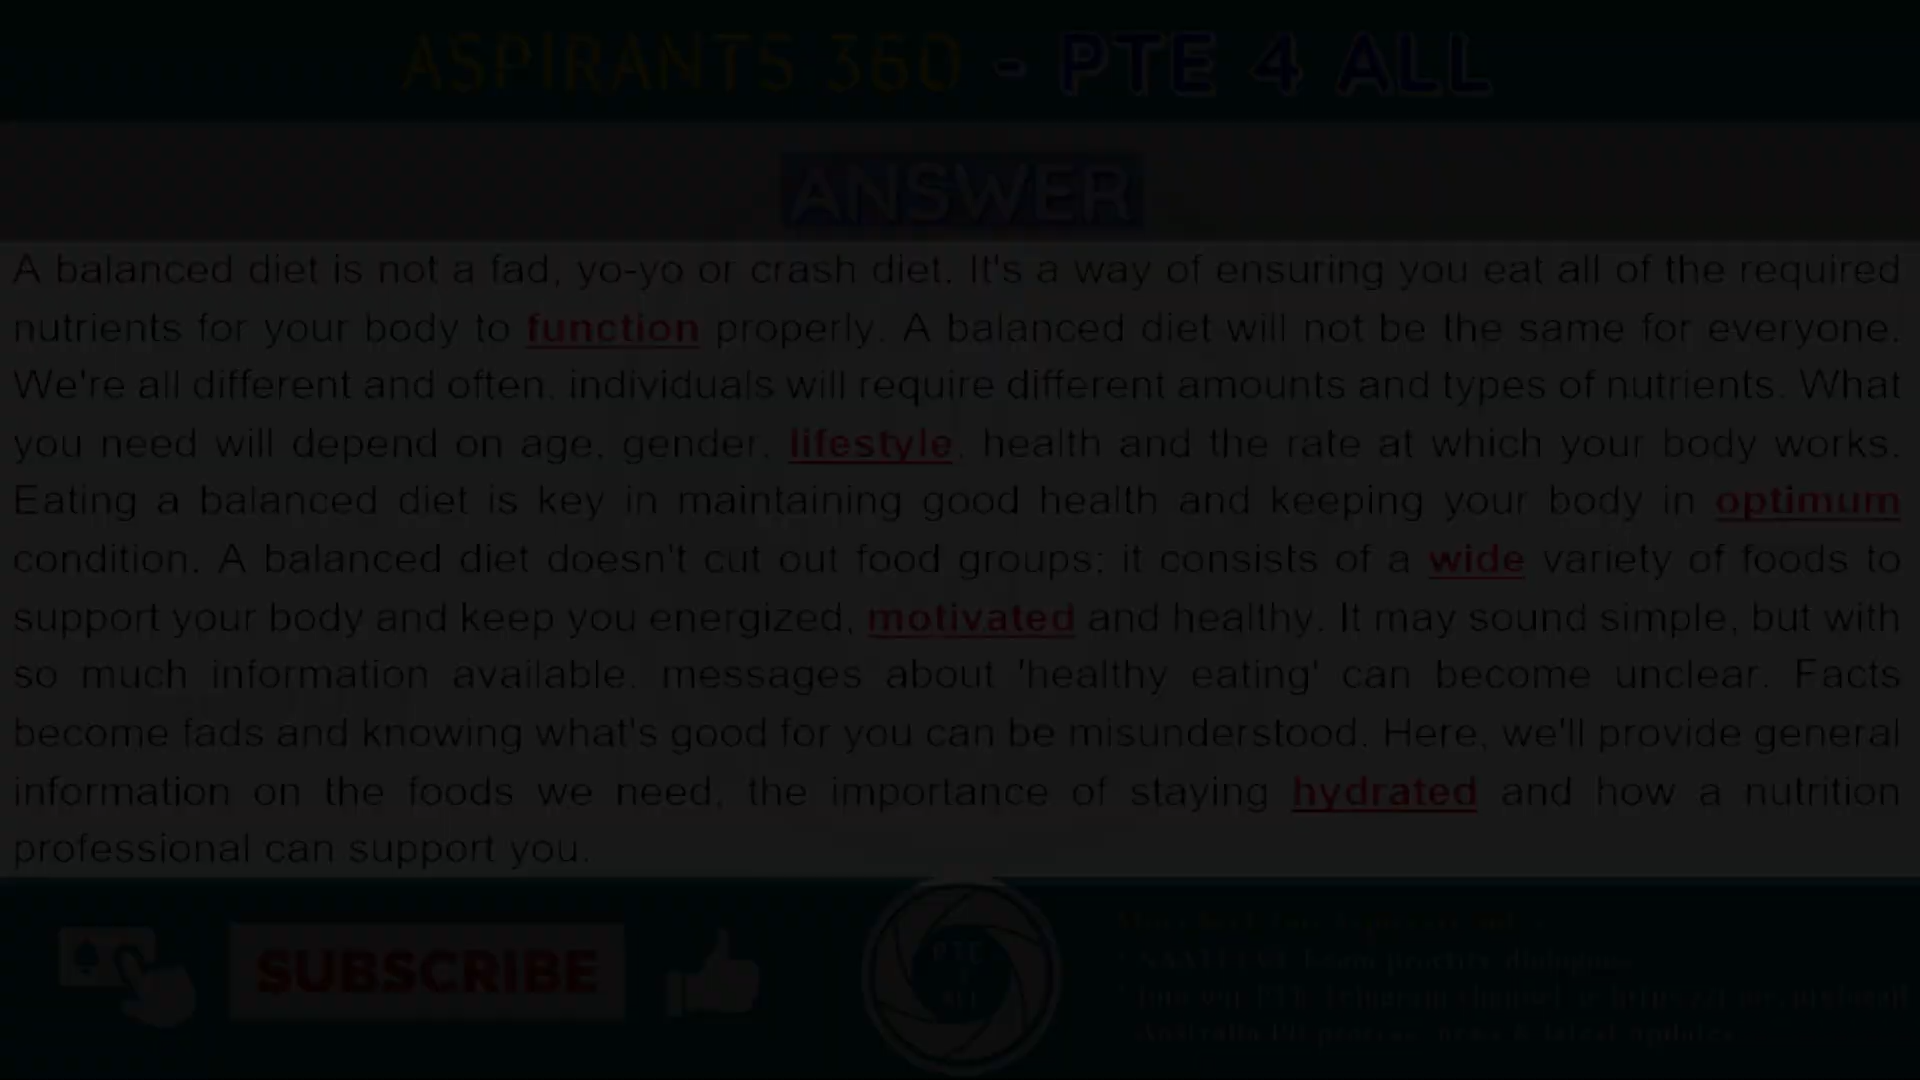 ASPIRANTS 360 - PTE 4 ALL
ANSWER
A balanced diet is not a fad, yo-yo or crash diet. It's a way of ensuring you eat all of the required
nutrients for your body to function properly. A balanced diet will not be the same for everyone.
We're all different and often, individuals will require different amounts and types of nutrients. What
you need will depend on age, gender, lifestyle, health and the rate at which your body works.
Eating a balanced diet is key in maintaining good health and keeping your body in optimum
condition. A balanced diet doesn't cut out food groups; it consists of a wide variety of foods to
support your body and keep you energized, motivated and healthy. It may sound simple, but with
so much information available, messages about 'healthy eating' can become unclear. Facts
become fads and knowing what's good for you can be misunderstood. Here, we'll provide general
information on the foods we need, the importance of staying hydrated and how a nutrition
professional can support you.
SUBSCRIBE
PTE
4
ALL